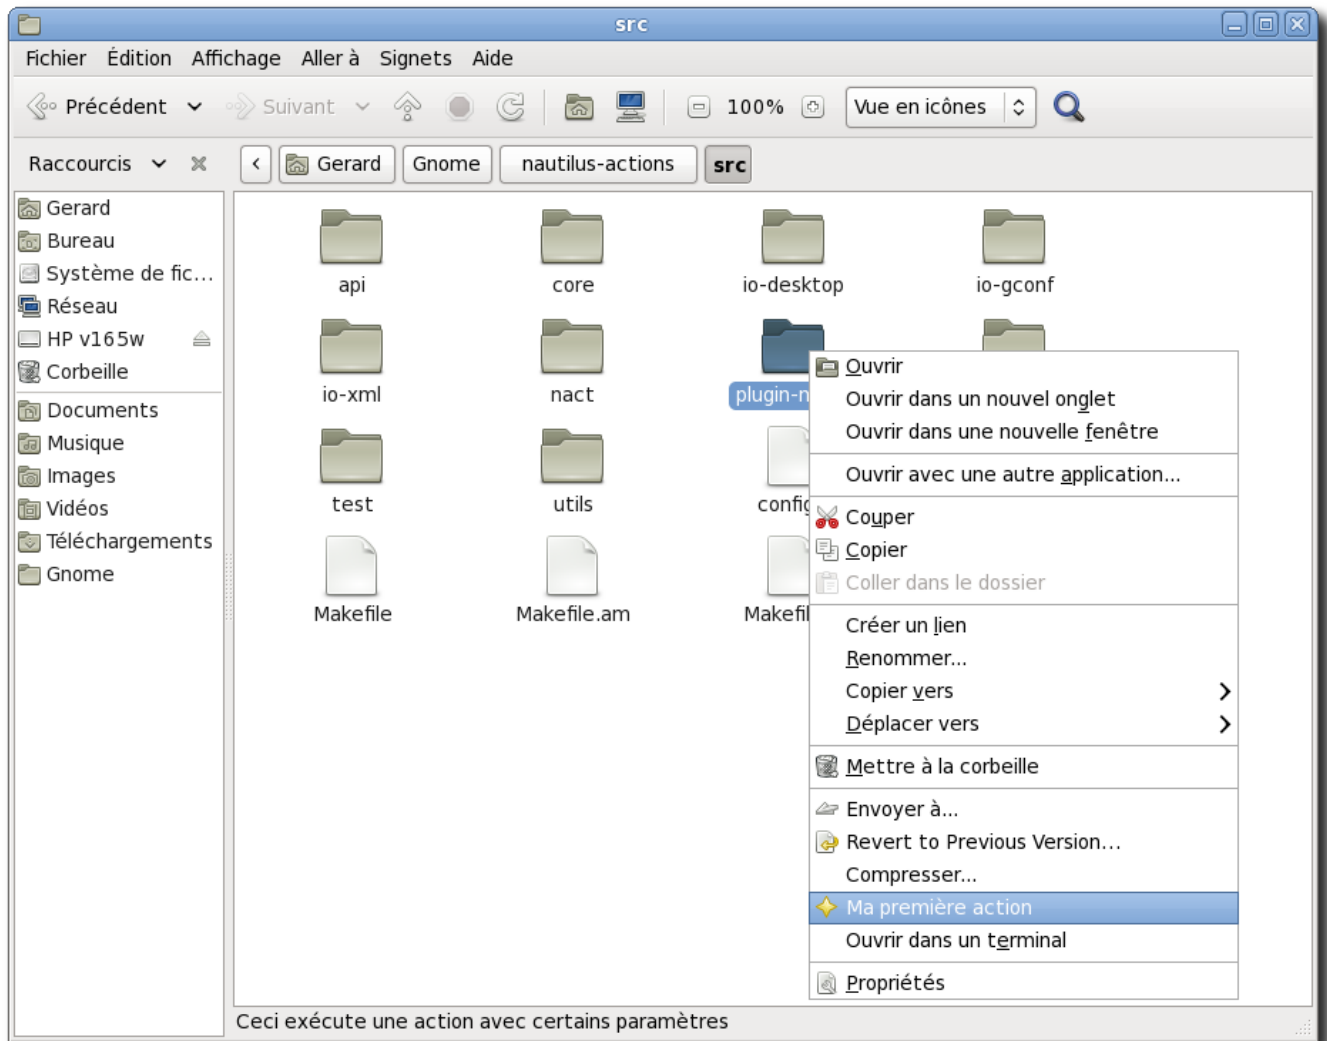 src
Fichier Édition Affichage Aller à Signets Aide
Précédent Suivant 100% Vue en icônes
Raccourcis Gerard Gnome nautilus-actions src
Gerard
Bureau
Système de fic...
Réseau
HP v165w
Corbeille
Documents
Musique
Images
Vidéos
Téléchargements
Gnome
api core io-desktop io-gconf
io-xml nact plugin-n
test utils config
Makefile Makefile.am Makefil
Ouvrir
Ouvrir dans un nouvel onglet
Ouvrir dans une nouvelle fenêtre
Ouvrir avec une autre application...
Couper
Copier
Coller dans le dossier
Créer un lien
Renommer...
Copier vers
Déplacer vers
Mettre à la corbeille
Envoyer à...
Revert to Previous Version...
Compresser...
Ma première action
Ouvrir dans un terminal
Propriétés
Ceci exécute une action avec certains paramètres